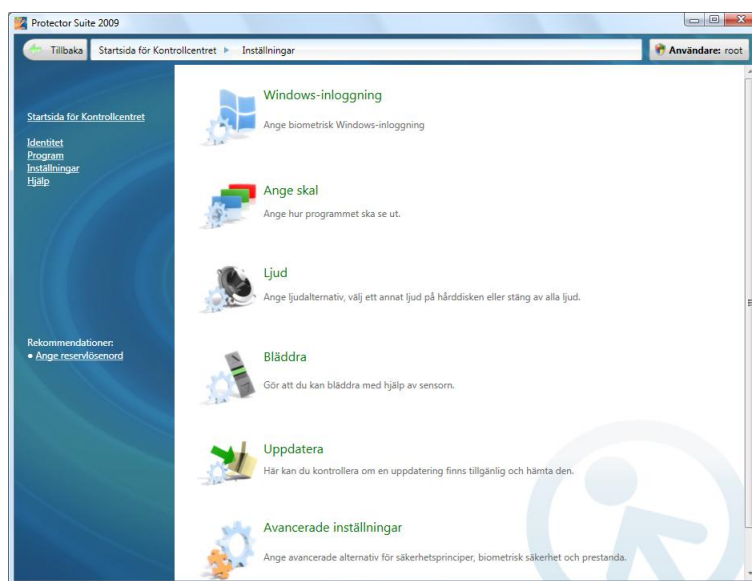 Protector Suite 2009
Tillbaka
Startsida för Kontrollcentret
Inställningar
Användare: root
Startsida för Kontrollcentret
Identitet
Program
Inställningar
Hjälp
Rekommendationer:
• Ange reservlösenord
Windows-inloggning
Ange biometrisk Windows-inloggning
Ange skal
Ange hur programmet ska se ut.
Ljud
Ange ljudalternativ, välj ett annat ljud på hårddisken eller stäng av alla ljud.
Bläddra
Gör att du kan bläddra med hjälp av sensorn.
Uppdatera
Här kan du kontrollera om en uppdatering finns tillgänlig och hämta den.
Avancerade inställningar
Ange avancerade alternativ för säkerhetsprinciper, biometrisk säkerhet och prestanda.